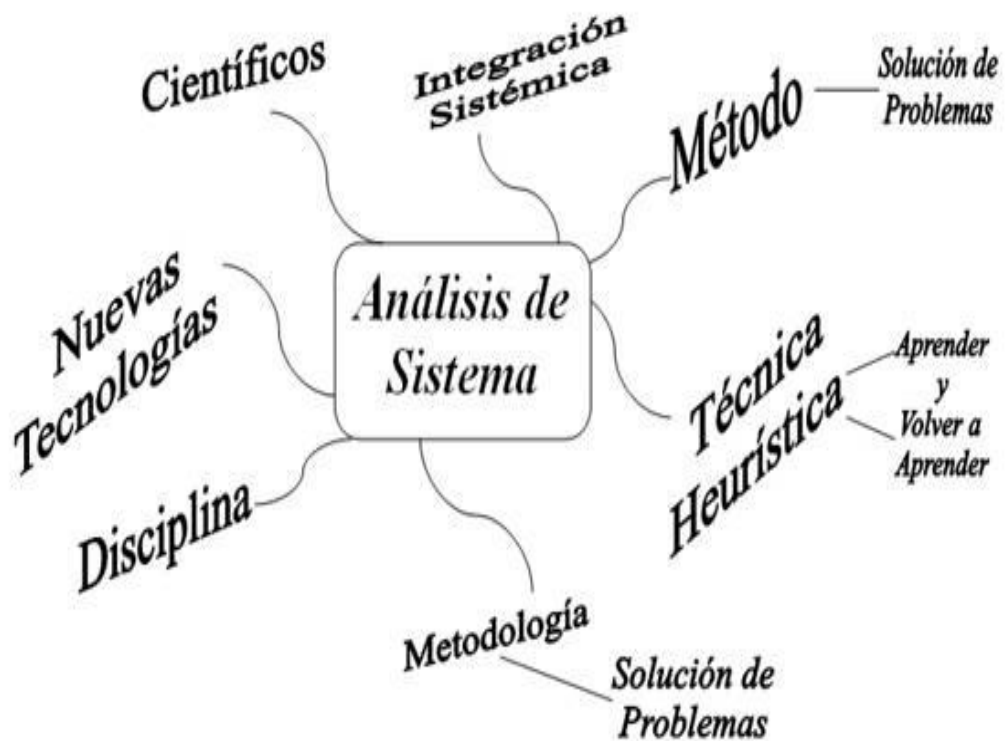 Científicos
Integración
Sistémica
Método
Solución de
Problemas
Análisis de
Sistema
Nuevas
Tecnologías
Técnica
Heurística
Aprender
y
Volver a
Aprender
Disciplina
Metodología
Solución de
Problemas